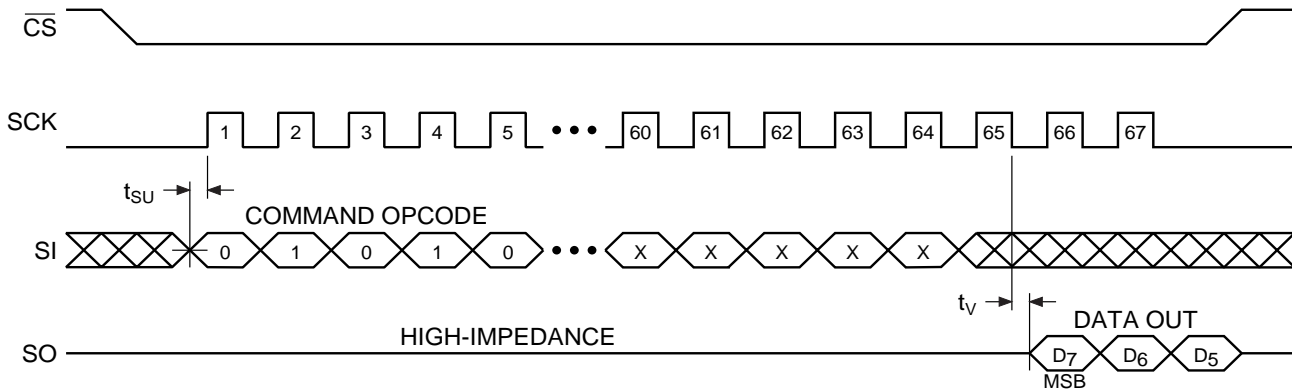 CS
SCK 1 2 3 4 5 ••• 60 61 62 63 64 65 66 67
tSU
COMMAND OPCODE
SI 0 1 0 1 0 ••• X X X X X
tV
HIGH-IMPEDANCE DATA OUT
SO D7 D6 D5
MSB